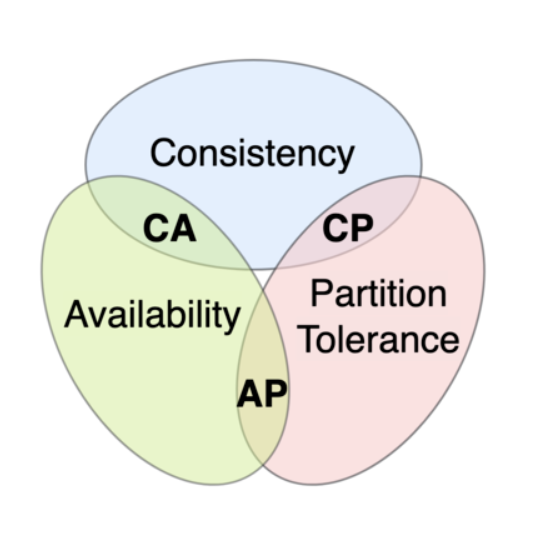 Consistency
CA
CP
Availability
Partition
Tolerance
AP